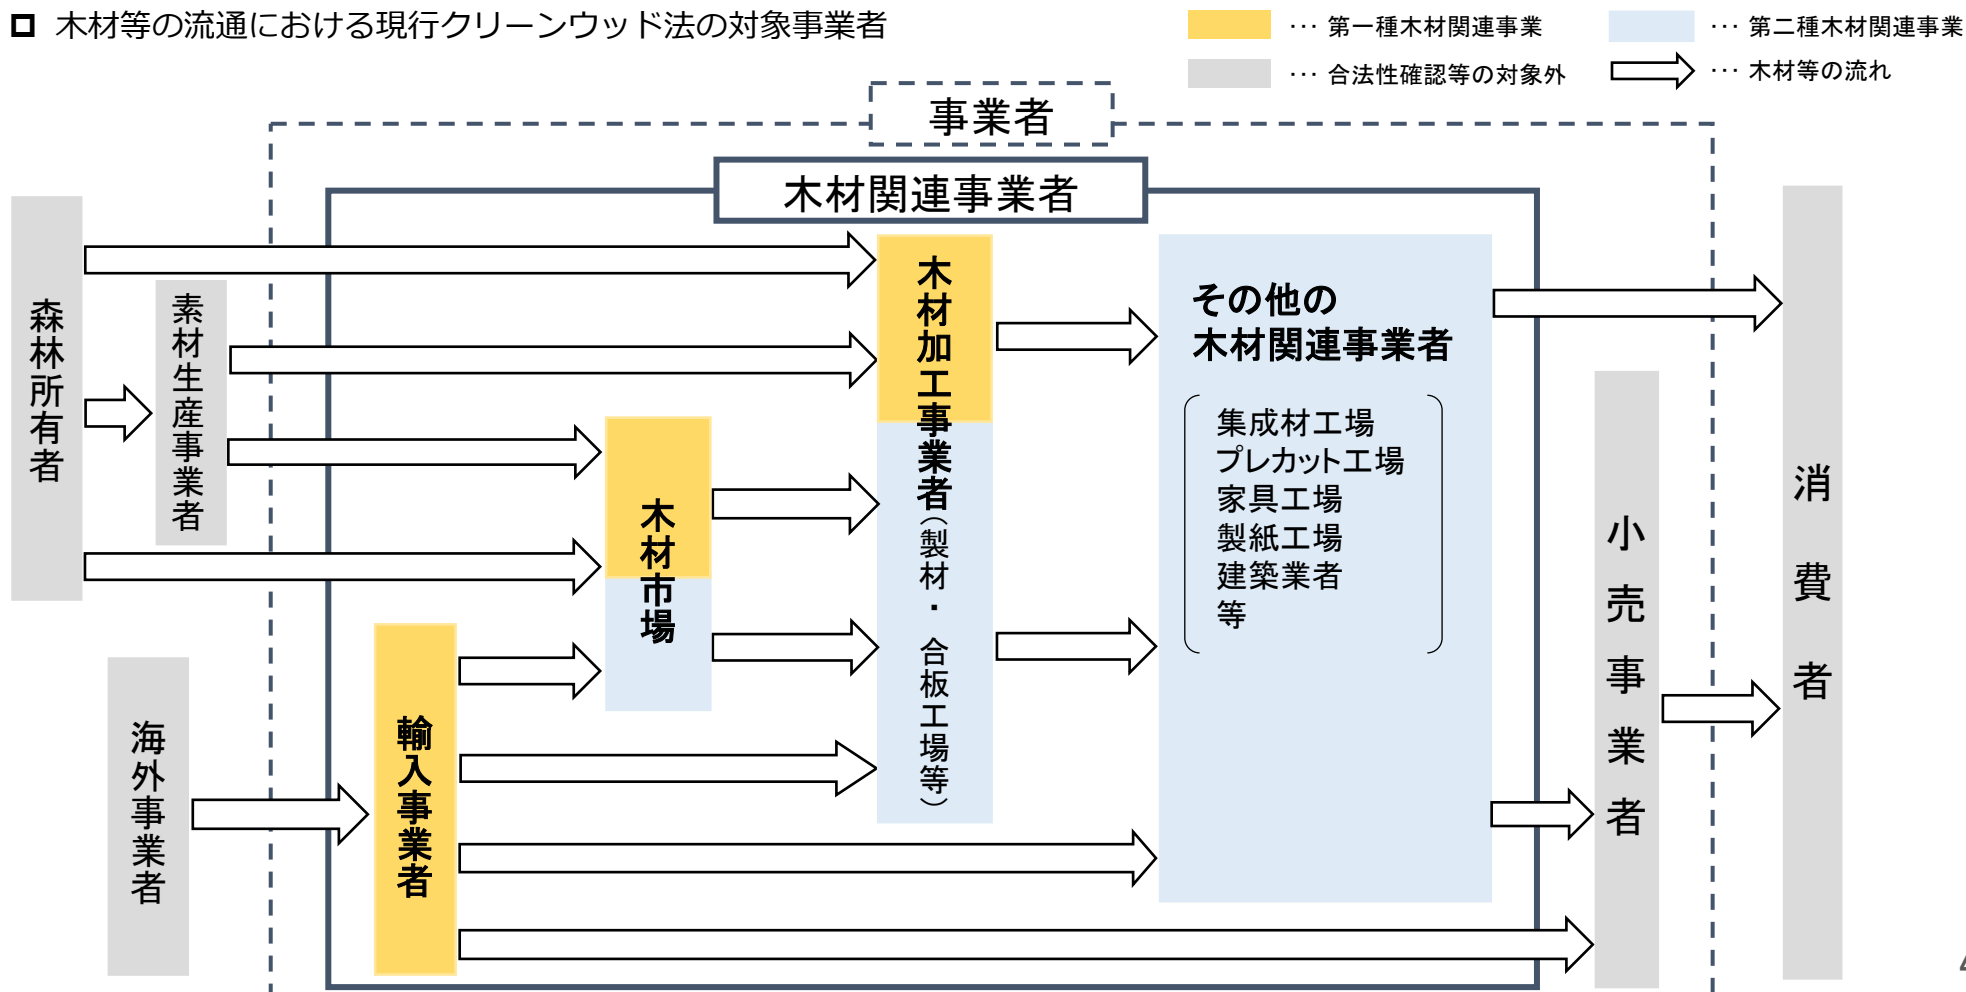 木材等の流通における現行クリーンウッド法の対象事業者
… 第一種木材関連事業
… 第二種木材関連事業
… 合法性確認等の対象外
… 木材等の流れ
事業者
木材関連事業者
森林所有者
素材生産事業者
海外事業者
輸入事業者
木材市場
木材加工事業者(製材・合板工場等)
その他の
木材関連事業者
集成材工場
プレカット工場
家具工場
製紙工場
建築業者
等
小売事業者
消費者